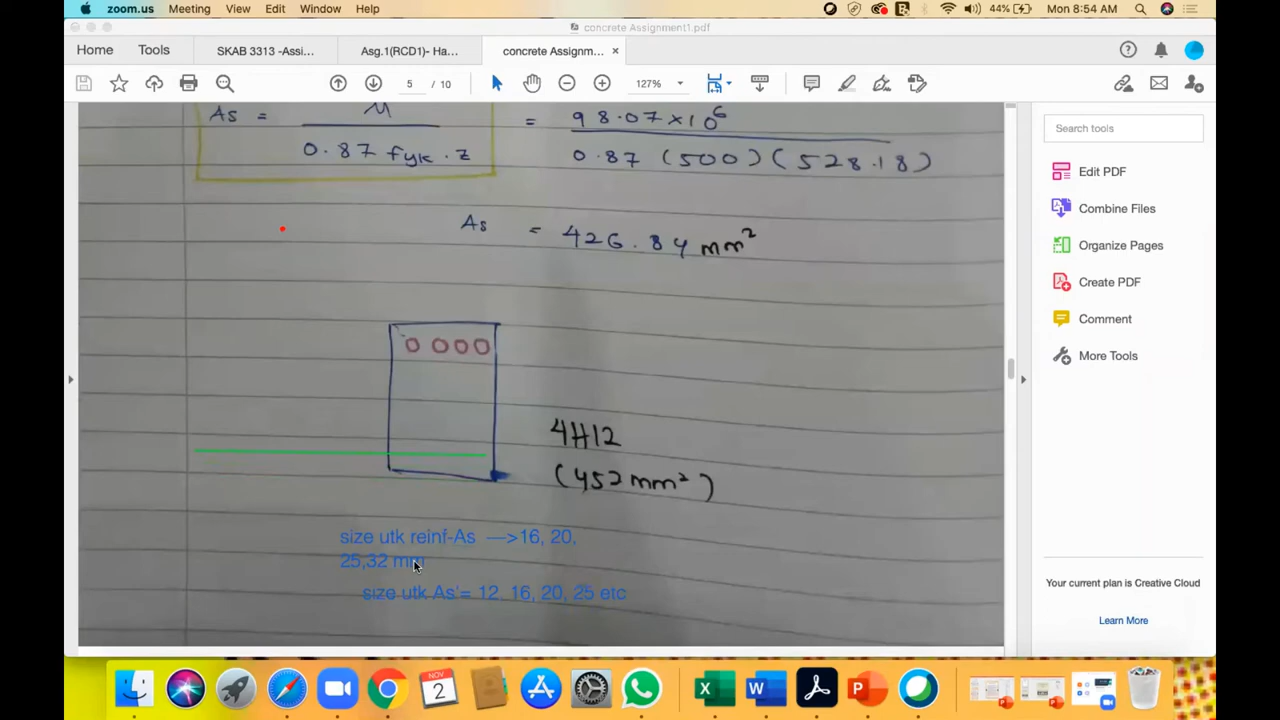 zoom.us Meeting View Edit Window Help 44% Mon 8:54 AM
concrete Assignment1.pdf
Home Tools SKAB 3313 -Assi... Asg.1(RCD1)- Ha... concrete Assignm... ×
5 / 10 127%
As = M / 0.87 fyk . z = 98.07 x 10^6 / 0.87 (500) (528.18)
As = 426.84 mm²
4H12
(452mm²)
size utk reinf-As —>16, 20,
25,32 mm
size utk As'= 12, 16, 20, 25 etc
Search tools
Edit PDF
Combine Files
Organize Pages
Create PDF
Comment
More Tools
Your current plan is Creative Cloud
Learn More
NOV
2
X W P